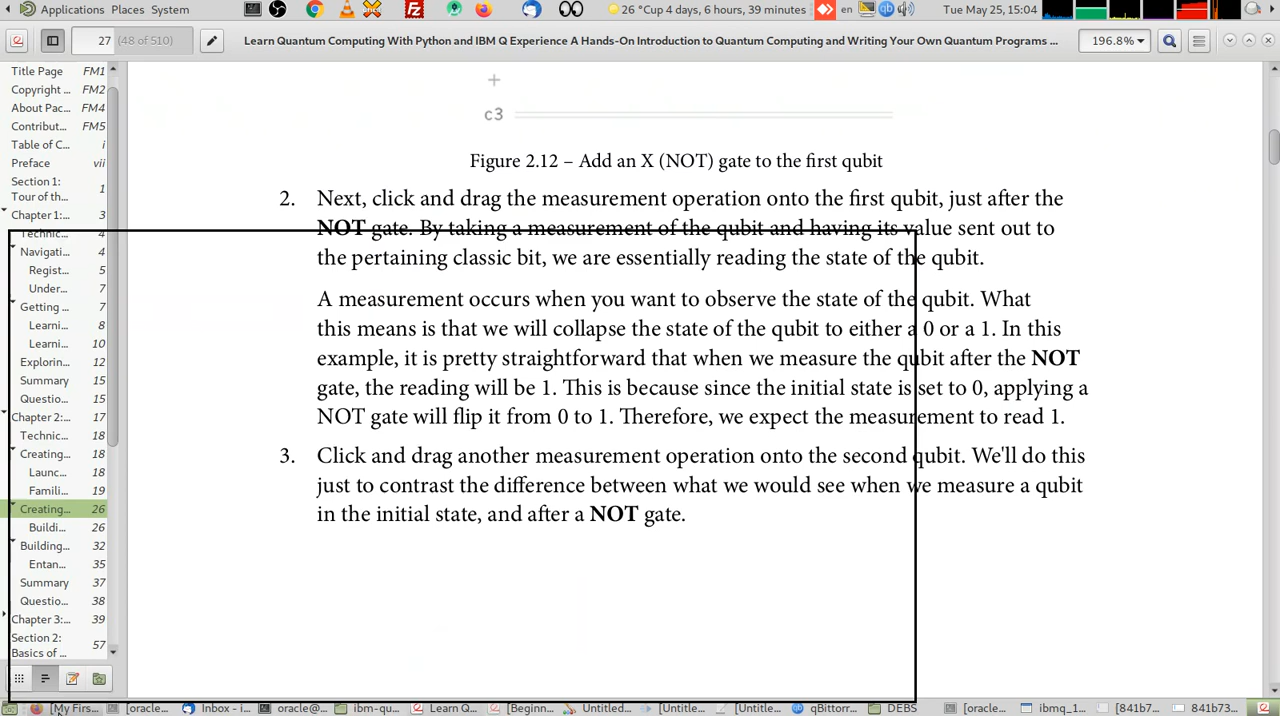 Applications Places System
26 °Cup 4 days, 6 hours, 39 minutes
en
Tue May 25, 15:04
27 (48 of 510)
Learn Quantum Computing With Python and IBM Q Experience A Hands-On Introduction to Quantum Computing and Writing Your Own Quantum Programs ...
196.8%
Title Page FM1
Copyright ... FM2
About Pac... FM4
Contribut... FM5
Table of C... i
Preface vii
Section 1:
Tour of th... 1
Chapter 1:... 3
Technic... 4
Navigati... 4
Regist... 5
Under... 7
Getting ... 7
Learni... 8
Learni... 10
Explorin... 12
Summary 15
Questio... 15
Chapter 2:... 17
Technic... 18
Creating... 18
Launc... 18
Famili... 19
Creating... 26
Buildi... 26
Building... 32
Entan... 35
Summary 37
Questio... 38
Chapter 3:... 39
Section 2:
Basics of ... 57
+
c3
Figure 2.12 – Add an X (NOT) gate to the first qubit
2. Next, click and drag the measurement operation onto the first qubit, just after the
NOT gate. By taking a measurement of the qubit and having its value sent out to
the pertaining classic bit, we are essentially reading the state of the qubit.
A measurement occurs when you want to observe the state of the qubit. What
this means is that we will collapse the state of the qubit to either a 0 or a 1. In this
example, it is pretty straightforward that when we measure the qubit after the NOT
gate, the reading will be 1. This is because since the initial state is set to 0, applying a
NOT gate will flip it from 0 to 1. Therefore, we expect the measurement to read 1.
3. Click and drag another measurement operation onto the second qubit. We'll do this
just to contrast the difference between what we would see when we measure a qubit
in the initial state, and after a NOT gate.
[My Firs... [oracle... Inbox - i... oracle@... ibm-qu... Learn Q... [Beginn... Untitled... [Untitle... [Untitle... qBittorr... DEBS [oracle... ibmq_1... [841b7... 841b73...